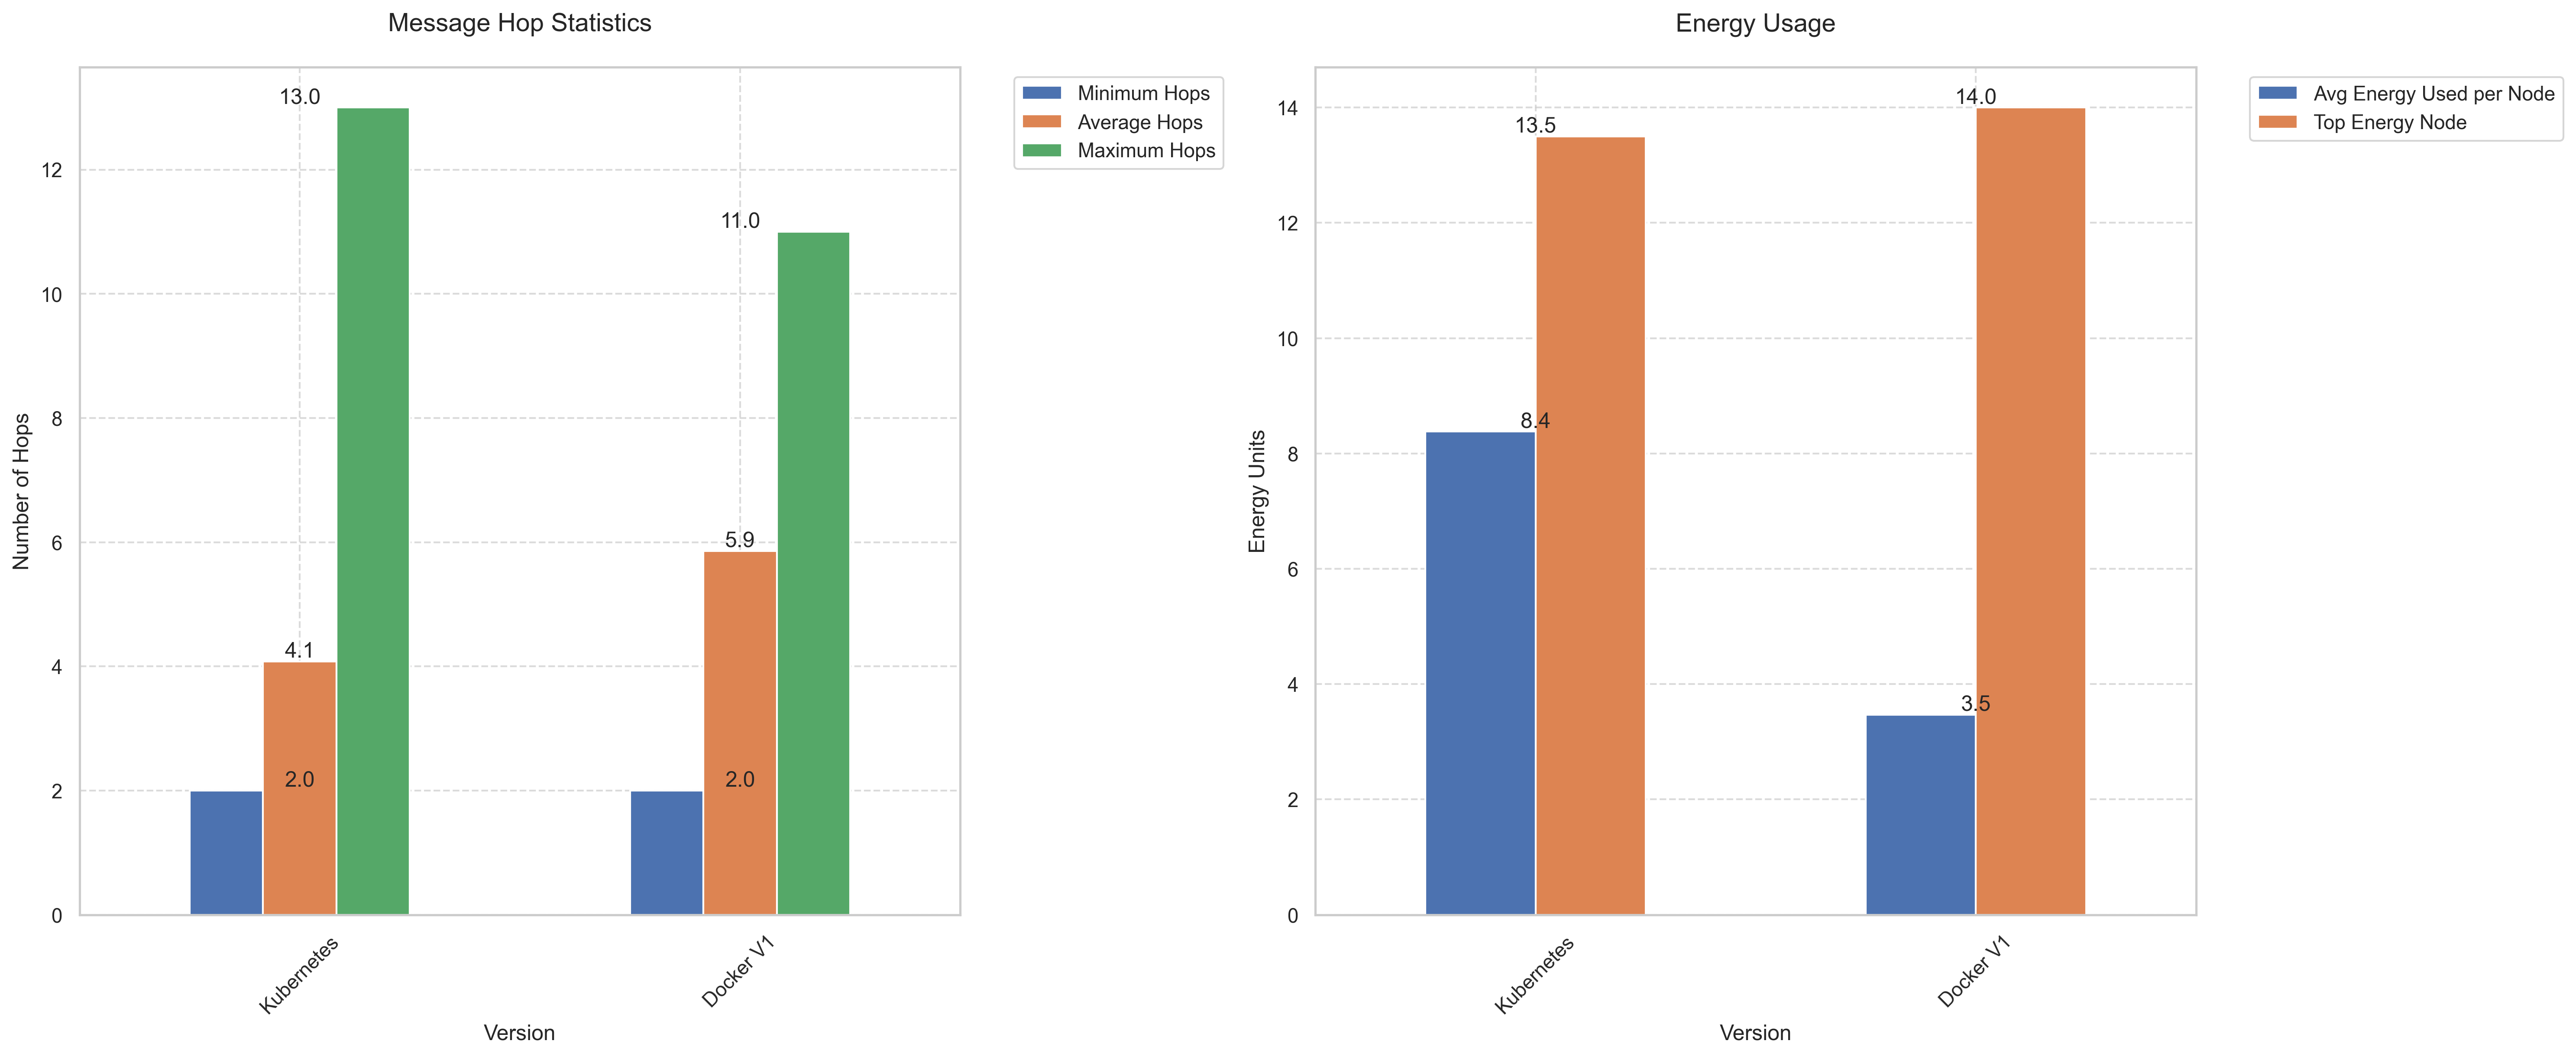 Message Hop Statistics
Number of Hops
12
10
8
6
4
2
0
13.0
4.1
2.0
11.0
5.9
2.0
Kubernetes
Docker V1
Version
Minimum Hops
Average Hops
Maximum Hops
Energy Usage
Energy Units
14
12
10
8
6
4
2
0
13.5
8.4
14.0
3.5
Kubernetes
Docker V1
Version
Avg Energy Used per Node
Top Energy Node